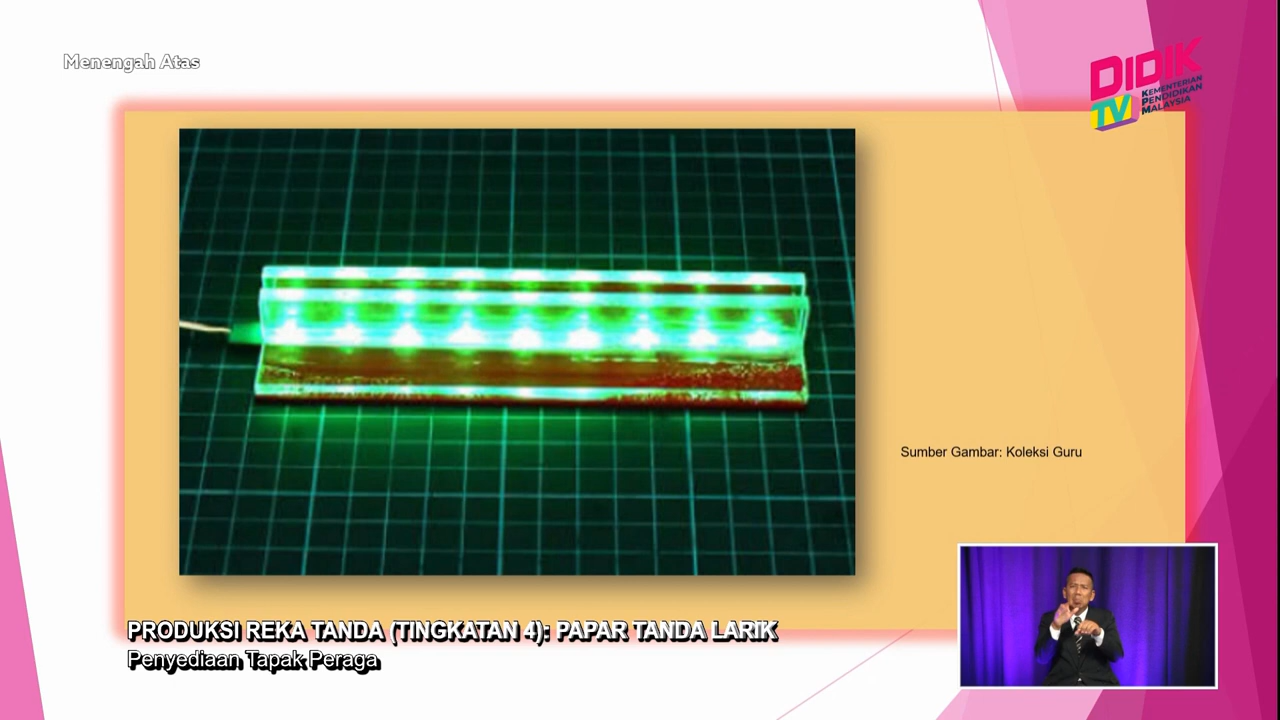 Menengah Atas
DIDIK
TV
KEMENTERIAN
PENDIDIKAN
MALAYSIA
Sumber Gambar: Koleksi Guru
PRODUKSI REKA TANDA (TINGKATAN 4): PAPAR TANDA LARIK
Penyediaan Tapak Peraga